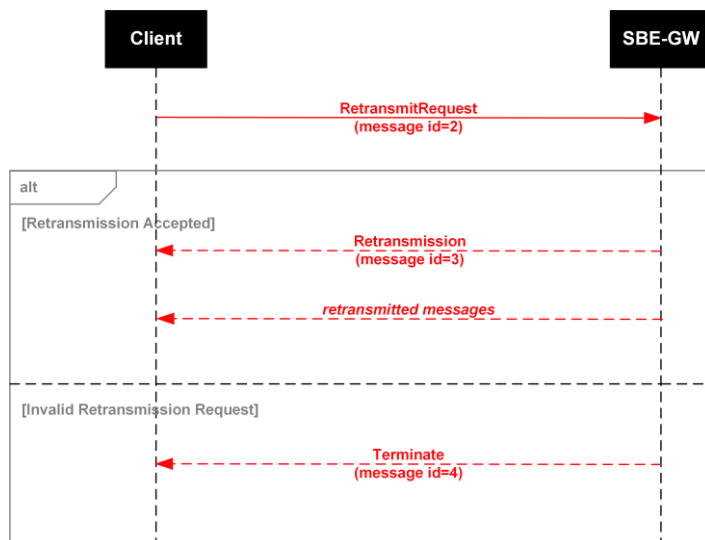 Client
SBE-GW
RetransmitRequest
(message id=2)
alt
[Retransmission Accepted]
Retransmission
(message id=3)
retransmitted messages
[Invalid Retransmission Request]
Terminate
(message id=4)